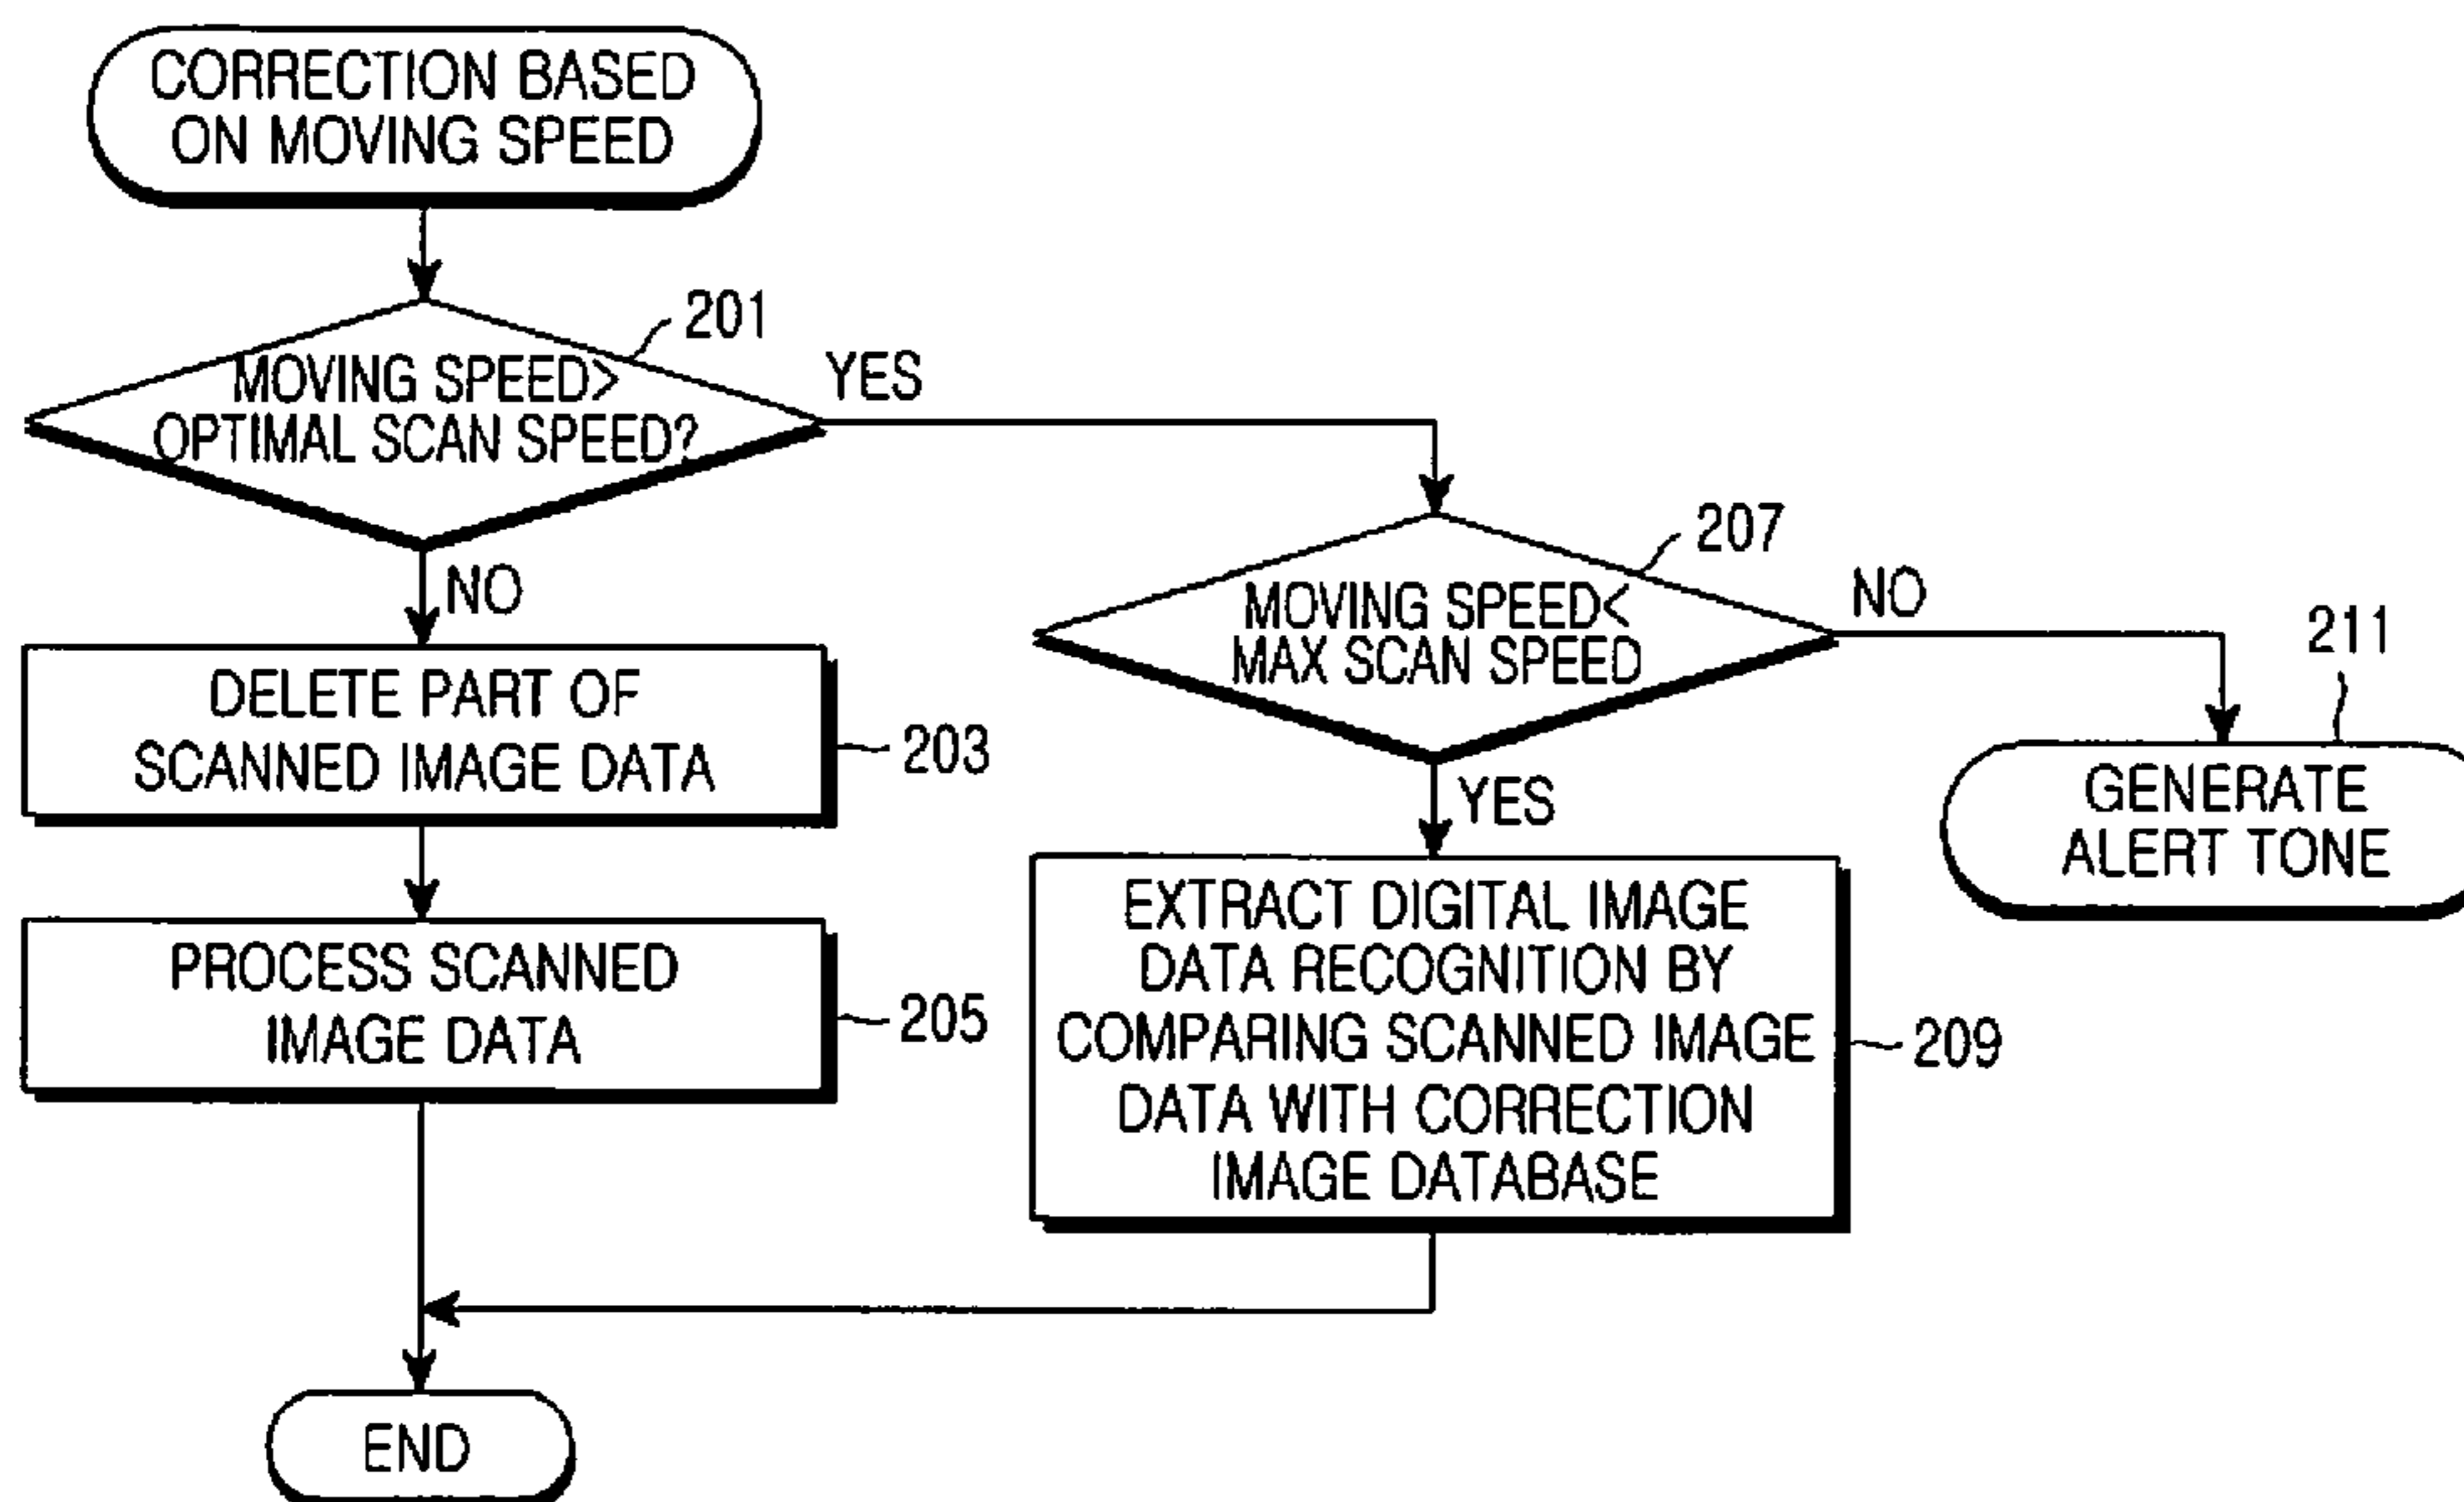 CORRECTION BASED
ON MOVING SPEED
201
MOVING SPEED>
OPTIMAL SCAN SPEED?
YES
NO
207
MOVING SPEED<
MAX SCAN SPEED
NO
211
DELETE PART OF
SCANNED IMAGE DATA
203
YES
GENERATE
ALERT TONE
PROCESS SCANNED
IMAGE DATA
205
EXTRACT DIGITAL IMAGE
DATA RECOGNITION BY
COMPARING SCANNED IMAGE
DATA WITH CORRECTION
IMAGE DATABASE
209
END